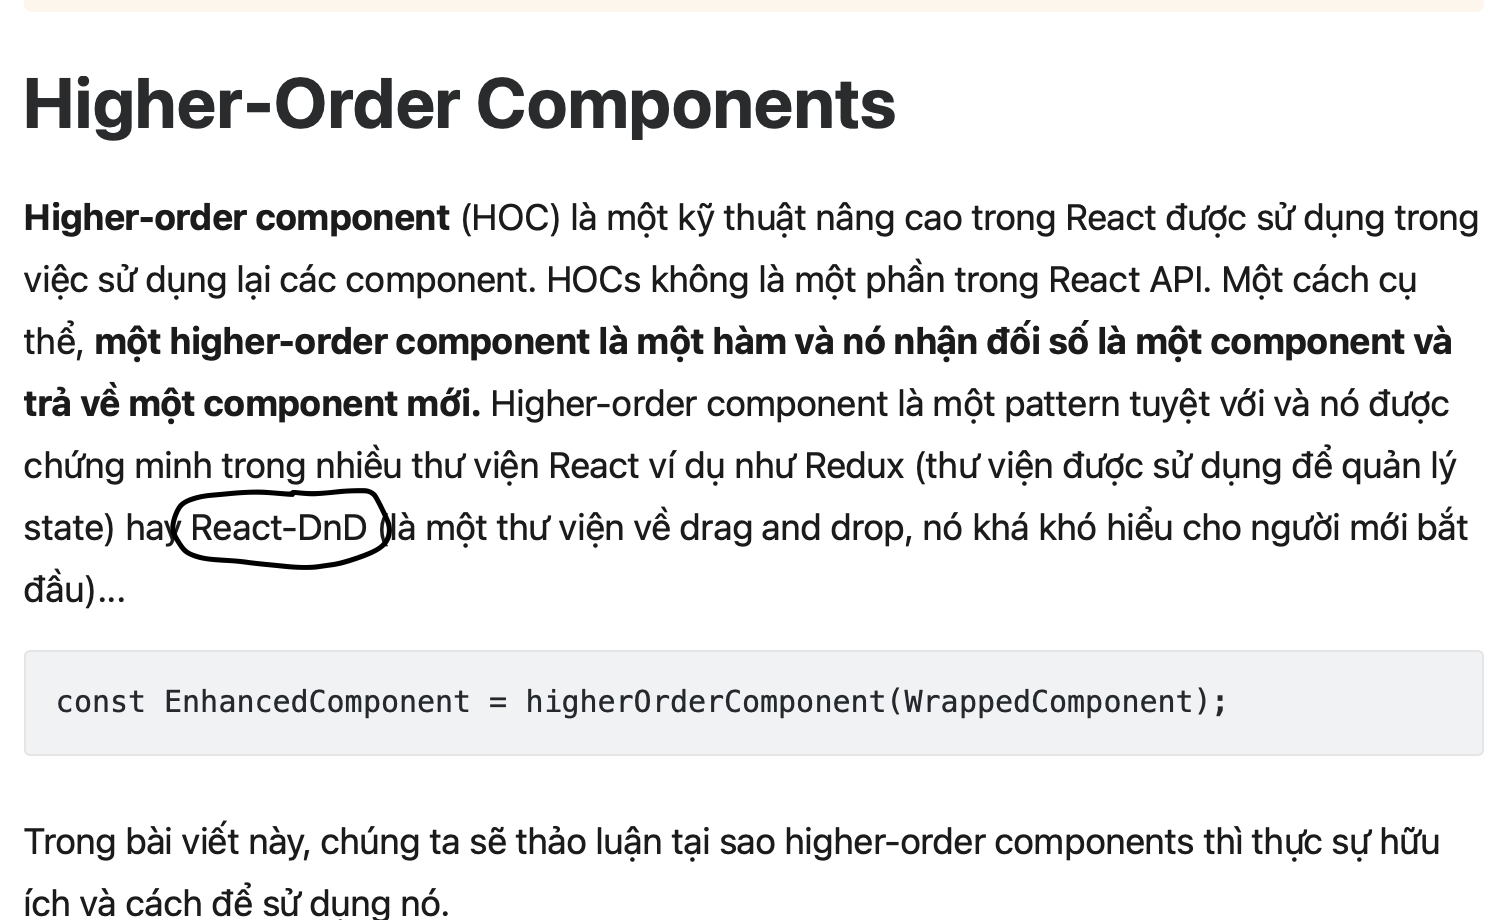 Higher-Order Components
Higher-order component (HOC) là một kỹ thuật nâng cao trong React được sử dụng trong
việc sử dụng lại các component. HOCs không là một phần trong React API. Một cách cụ
thể, một higher-order component là một hàm và nó nhận đối số là một component và
trả về một component mới. Higher-order component là một pattern tuyệt với và nó được
chứng minh trong nhiều thư viện React ví dụ như Redux (thư viện được sử dụng để quản lý
state) hay React-DnD (là một thư viện về drag and drop, nó khá khó hiểu cho người mới bắt
đầu)...
const EnhancedComponent = higherOrderComponent(WrappedComponent);
Trong bài viết này, chúng ta sẽ thảo luận tại sao higher-order components thì thực sự hữu
ích và cách để sử dụng nó.